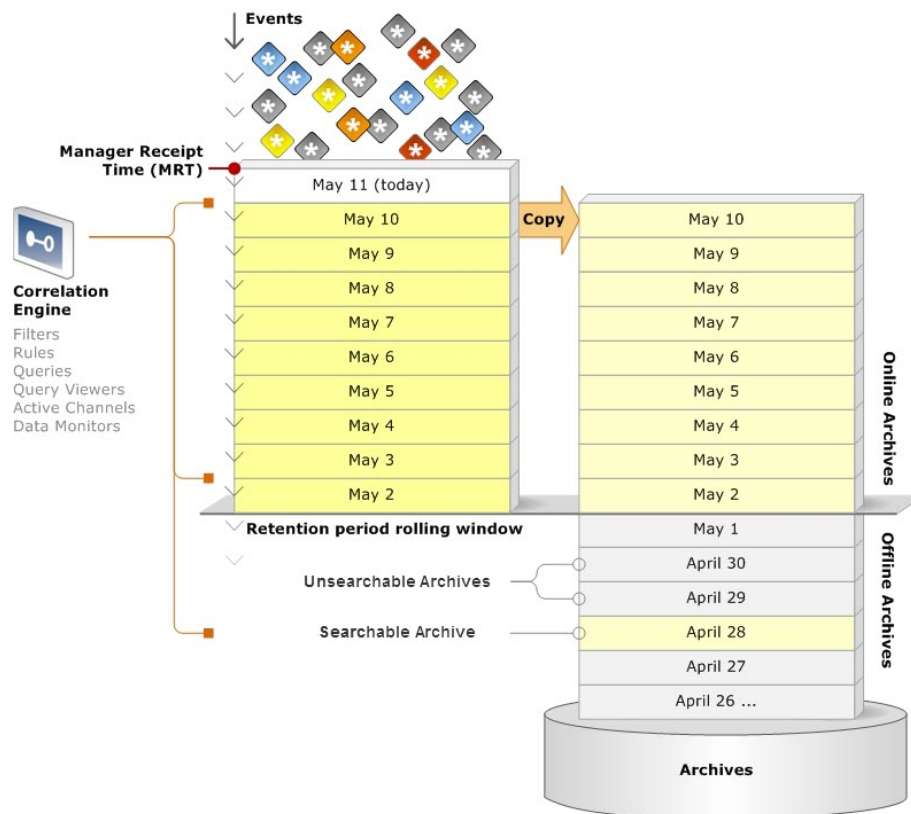 Events
Manager Receipt
Time (MRT)
May 11 (today)
Correlation
Engine
Filters
Rules
Queries
Query Viewers
Active Channels
Data Monitors
May 10
May 9
May 8
May 7
May 6
May 5
May 4
May 3
May 2
Retention period rolling window
Copy
May 10
May 9
May 8
May 7
May 6
May 5
May 4
May 3
May 2
Online Archives
May 1
April 30
April 29
April 28
April 27
April 26 ...
Offline Archives
Unsearchable Archives
Searchable Archive
Archives